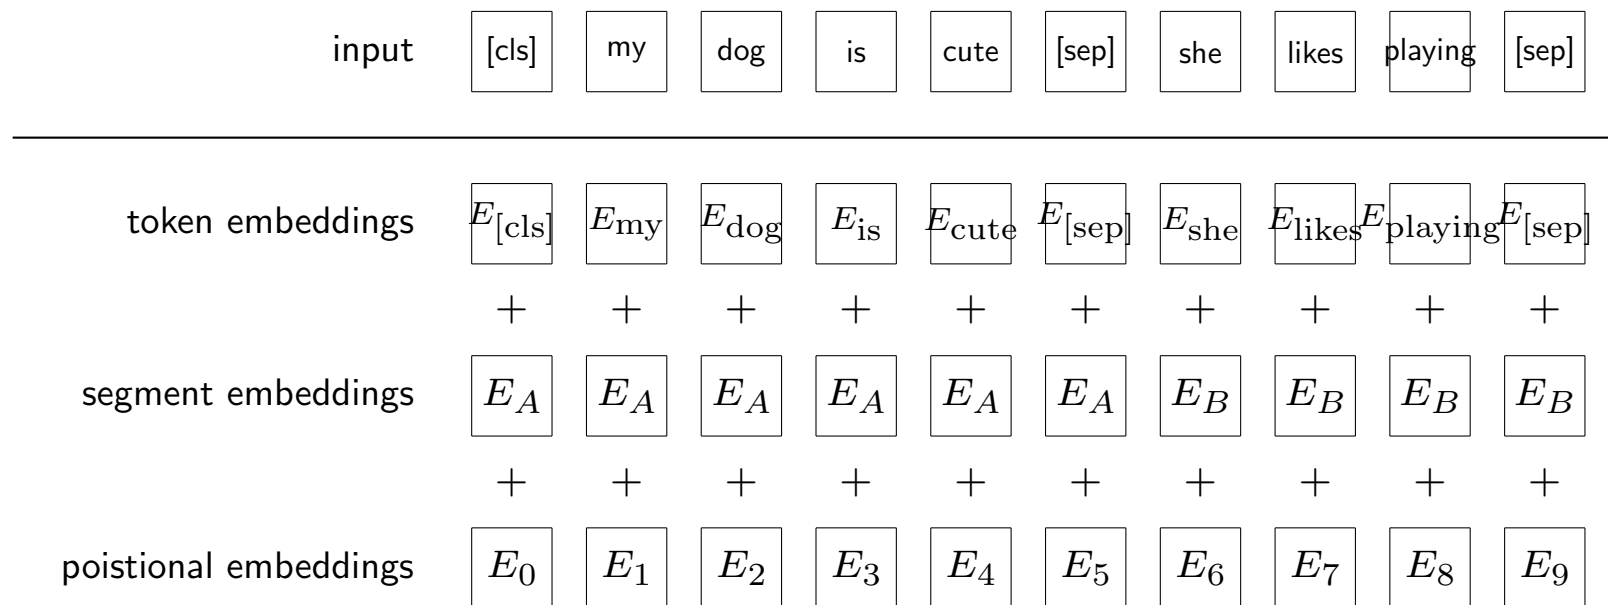 input [cls] my dog is cute [sep] she likes playing [sep]
token embeddings E[cls] Emy Edog Eis Ecute E[sep] Eshe Elikes Eplaying E[sep]
+ + + + + + + + + +
segment embeddings EA EA EA EA EA EA EB EB EB EB
+ + + + + + + + + +
poistional embeddings E0 E1 E2 E3 E4 E5 E6 E7 E8 E9